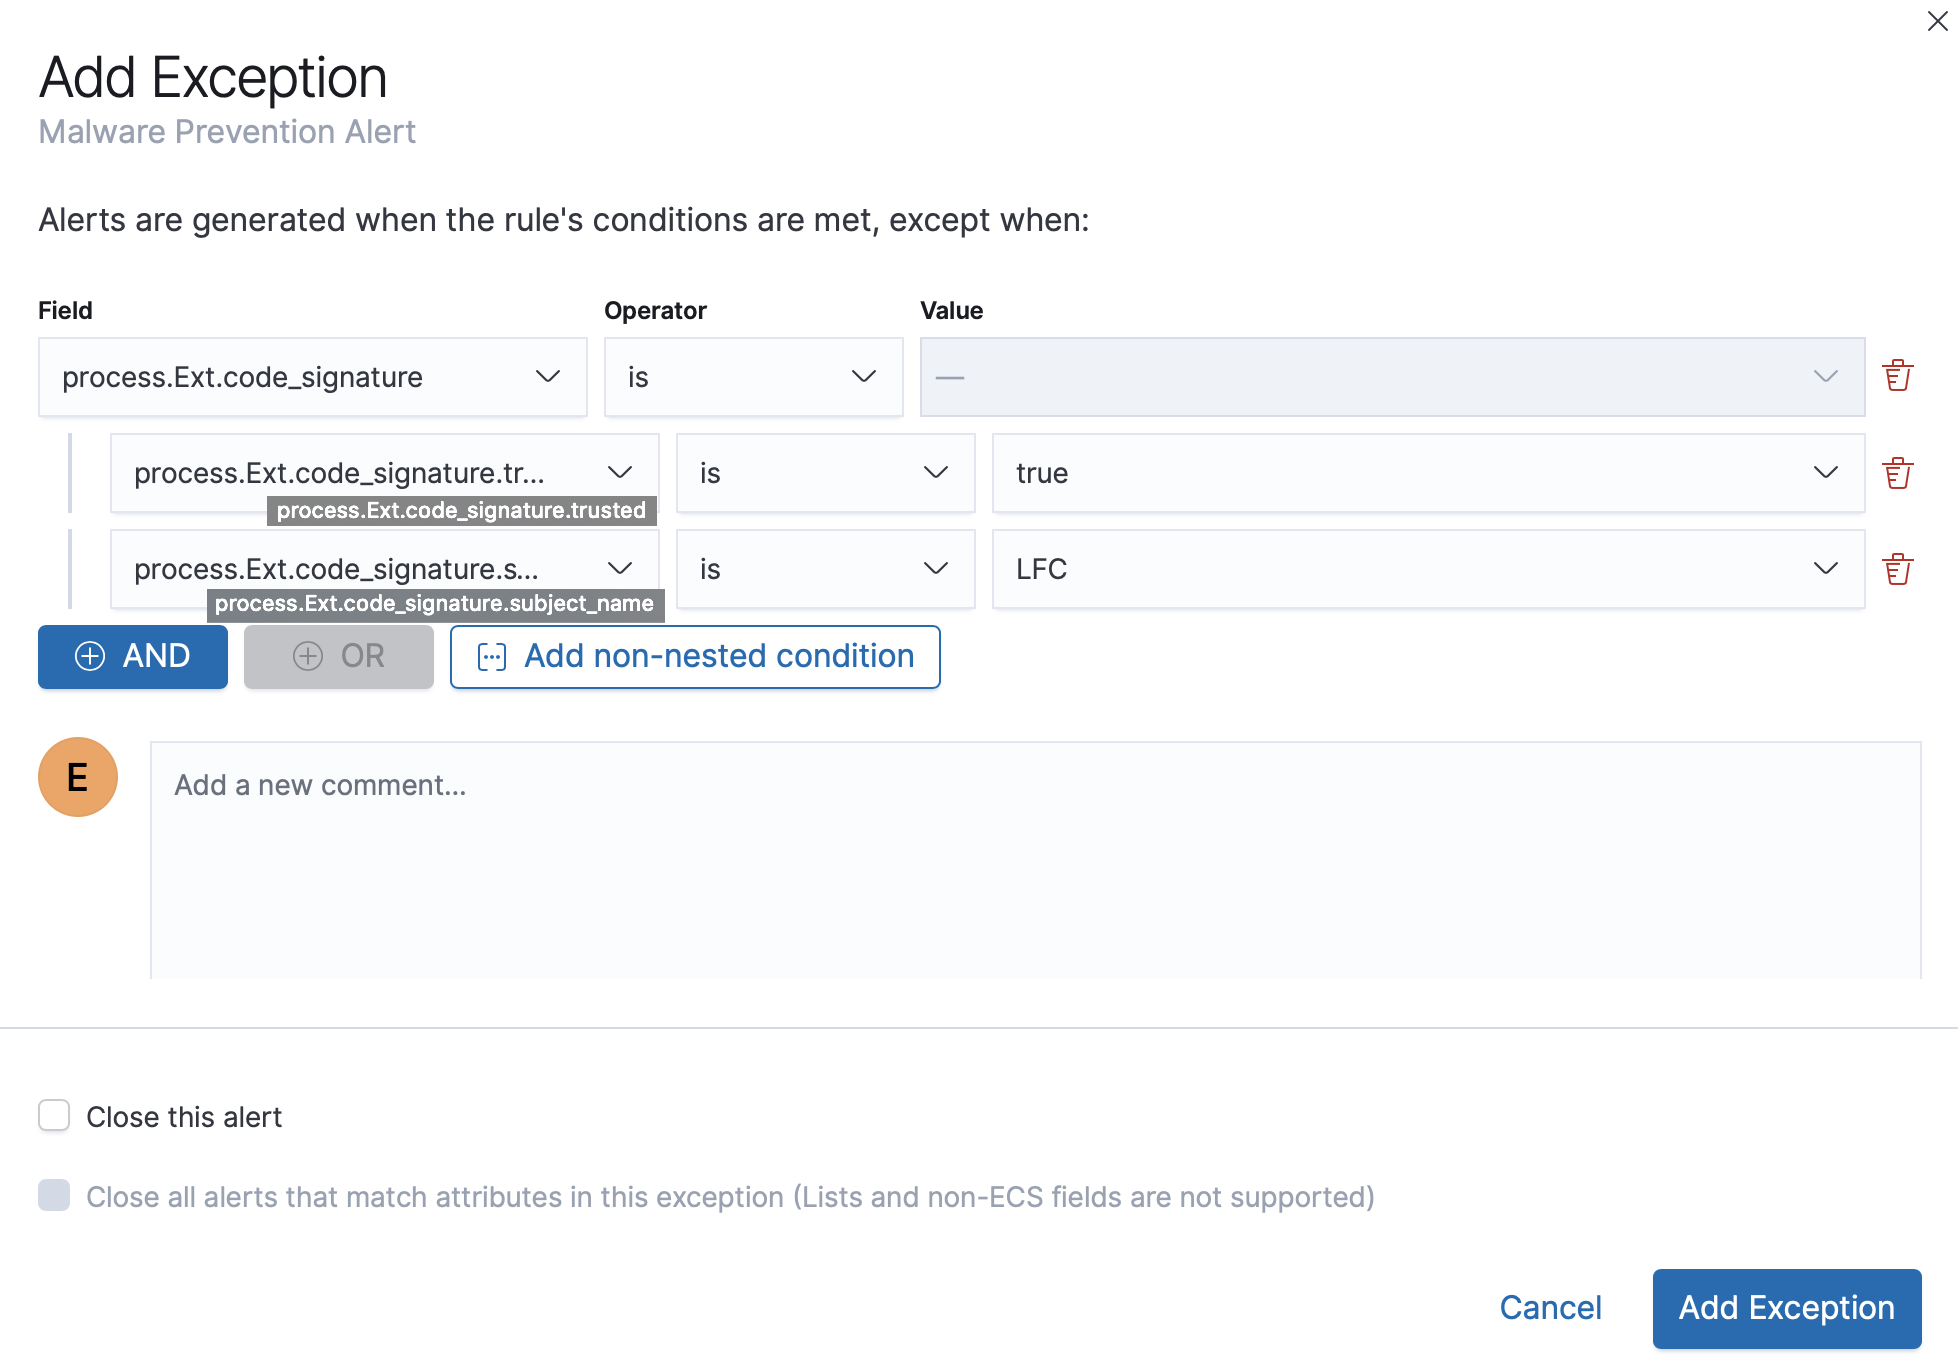 Add Exception
Malware Prevention Alert
Alerts are generated when the rule's conditions are met, except when:
Field Operator Value
process.Ext.code_signature is —
process.Ext.code_signature.tr... is true
process.Ext.code_signature.trusted
process.Ext.code_signature.s... is LFC
process.Ext.code_signature.subject_name
AND OR Add non-nested condition
E
Add a new comment...
Close this alert
Close all alerts that match attributes in this exception (Lists and non-ECS fields are not supported)
Cancel Add Exception